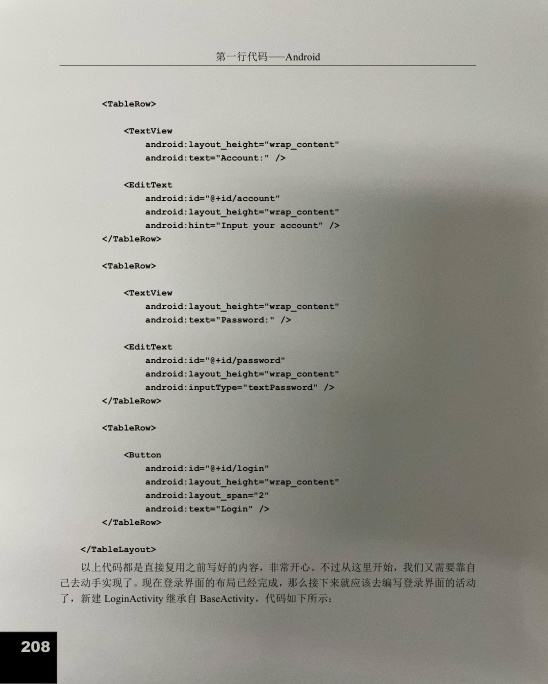 第一行代码——Android
<TableRow>
<TextView
android:layout_height="wrap_content"
android:text="Account:" />
<EditText
android:id="@+id/account"
android:layout_height="wrap_content"
android:hint="Input your account" />
</TableRow>
<TableRow>
<TextView
android:layout_height="wrap_content"
android:text="Password:" />
<EditText
android:id="@+id/password"
android:layout_height="wrap_content"
android:inputType="textPassword" />
</TableRow>
<TableRow>
<Button
android:id="@+id/login"
android:layout_height="wrap_content"
android:layout_span="2"
android:text="Login" />
</TableRow>
</TableLayout>
以上代码都是直接复用之前写好的内容，非常开心。不过从这里开始，我们又需要靠自
己去动手实现了。现在登录界面的布局已经完成，那么接下来就应该去编写登录界面的活动
了，新建 LoginActivity 继承自 BaseActivity，代码如下所示：
208